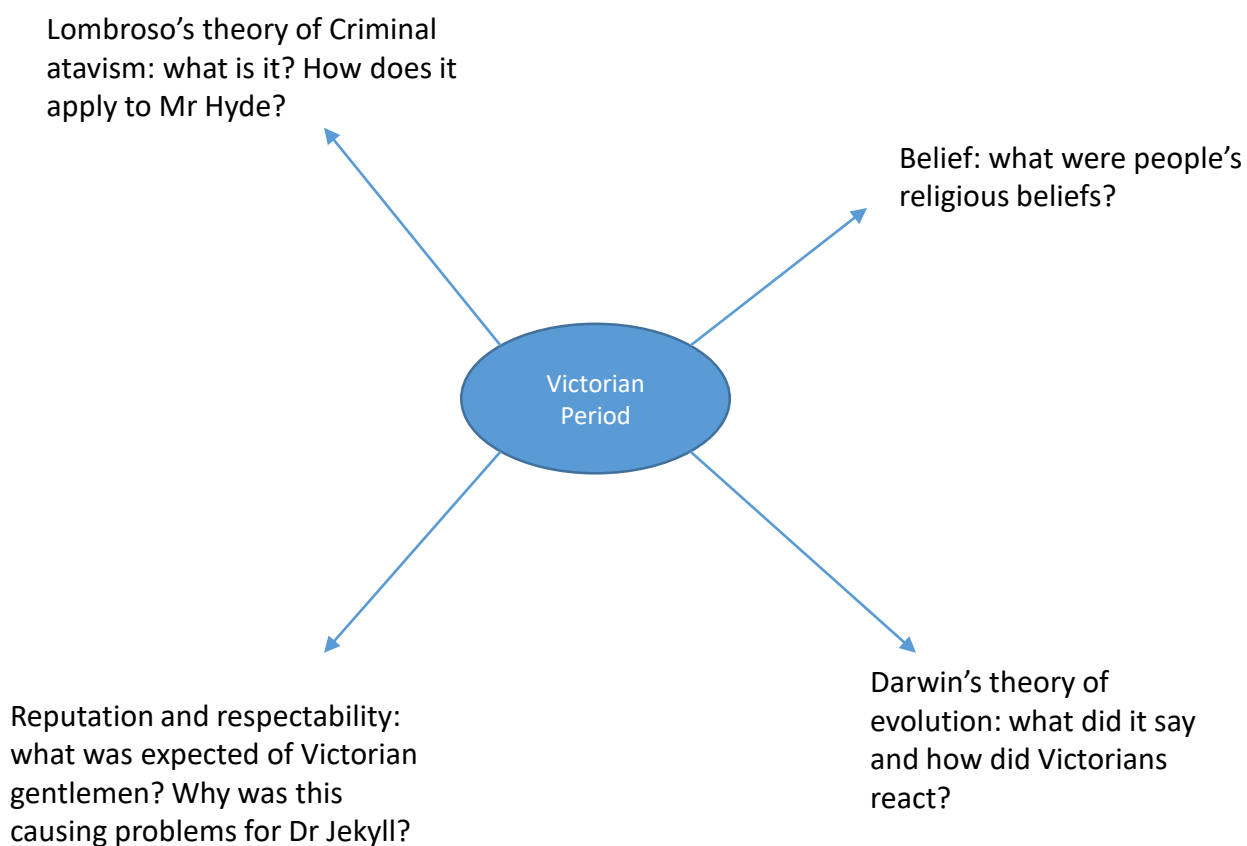 Lombroso’s theory of Criminal
atavism: what is it? How does it
apply to Mr Hyde?
Belief: what were people’s
religious beliefs?
Victorian
Period
Reputation and respectability:
what was expected of Victorian
gentlemen? Why was this
causing problems for Dr Jekyll?
Darwin’s theory of
evolution: what did it say
and how did Victorians
react?